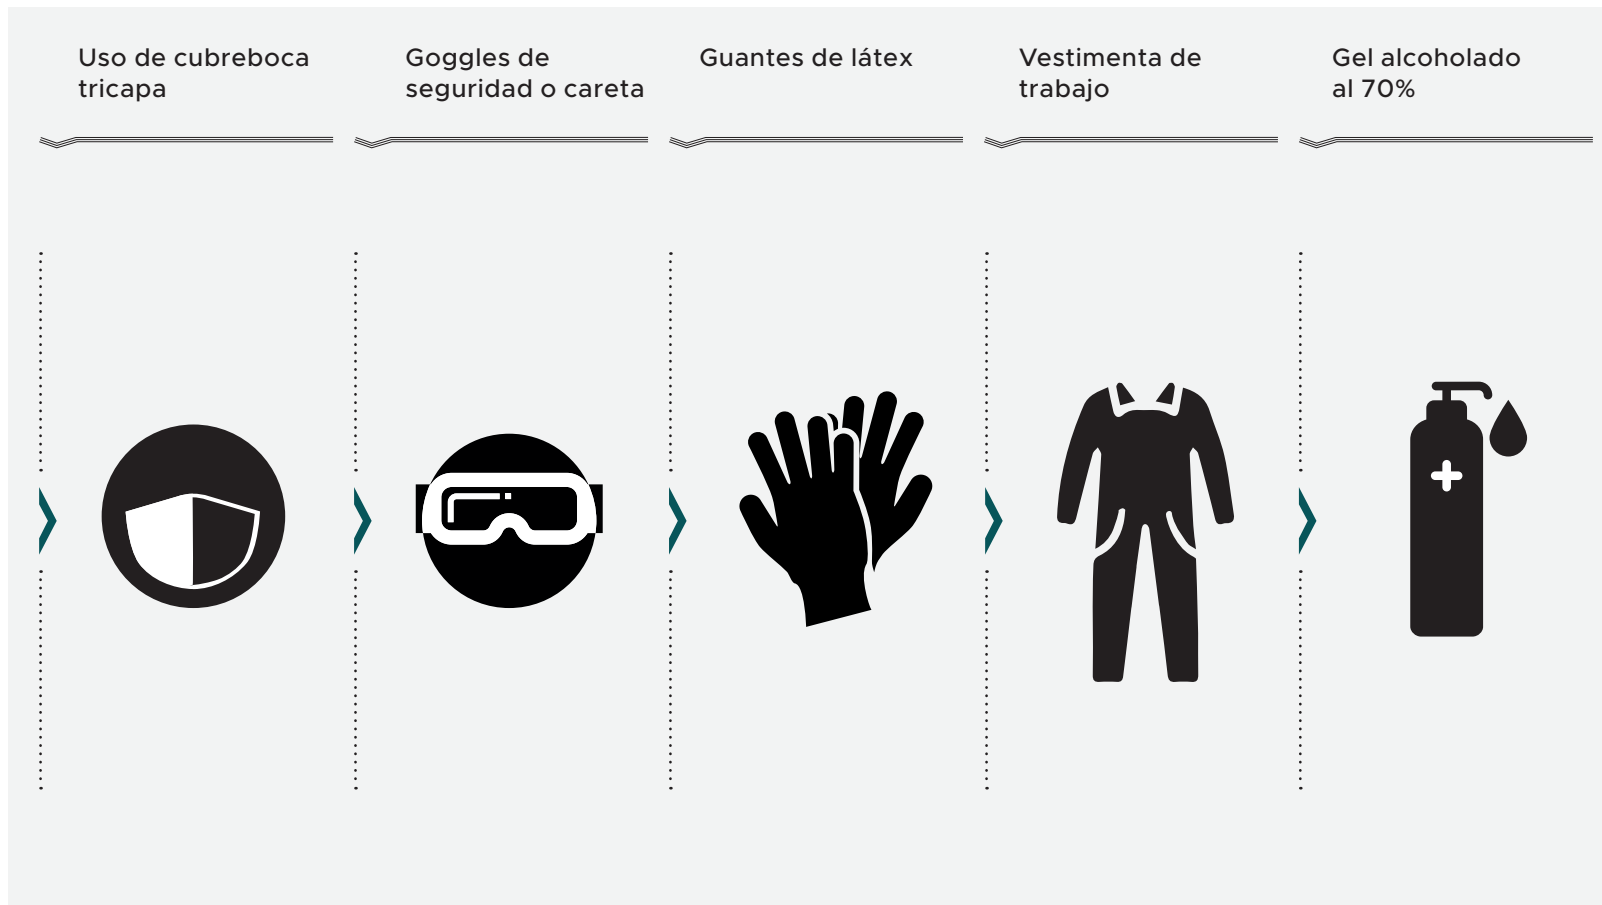 Uso de cubreboca
tricapa
Goggles de
seguridad o careta
Guantes de látex
Vestimenta de
trabajo
Gel alcoholado
al 70%